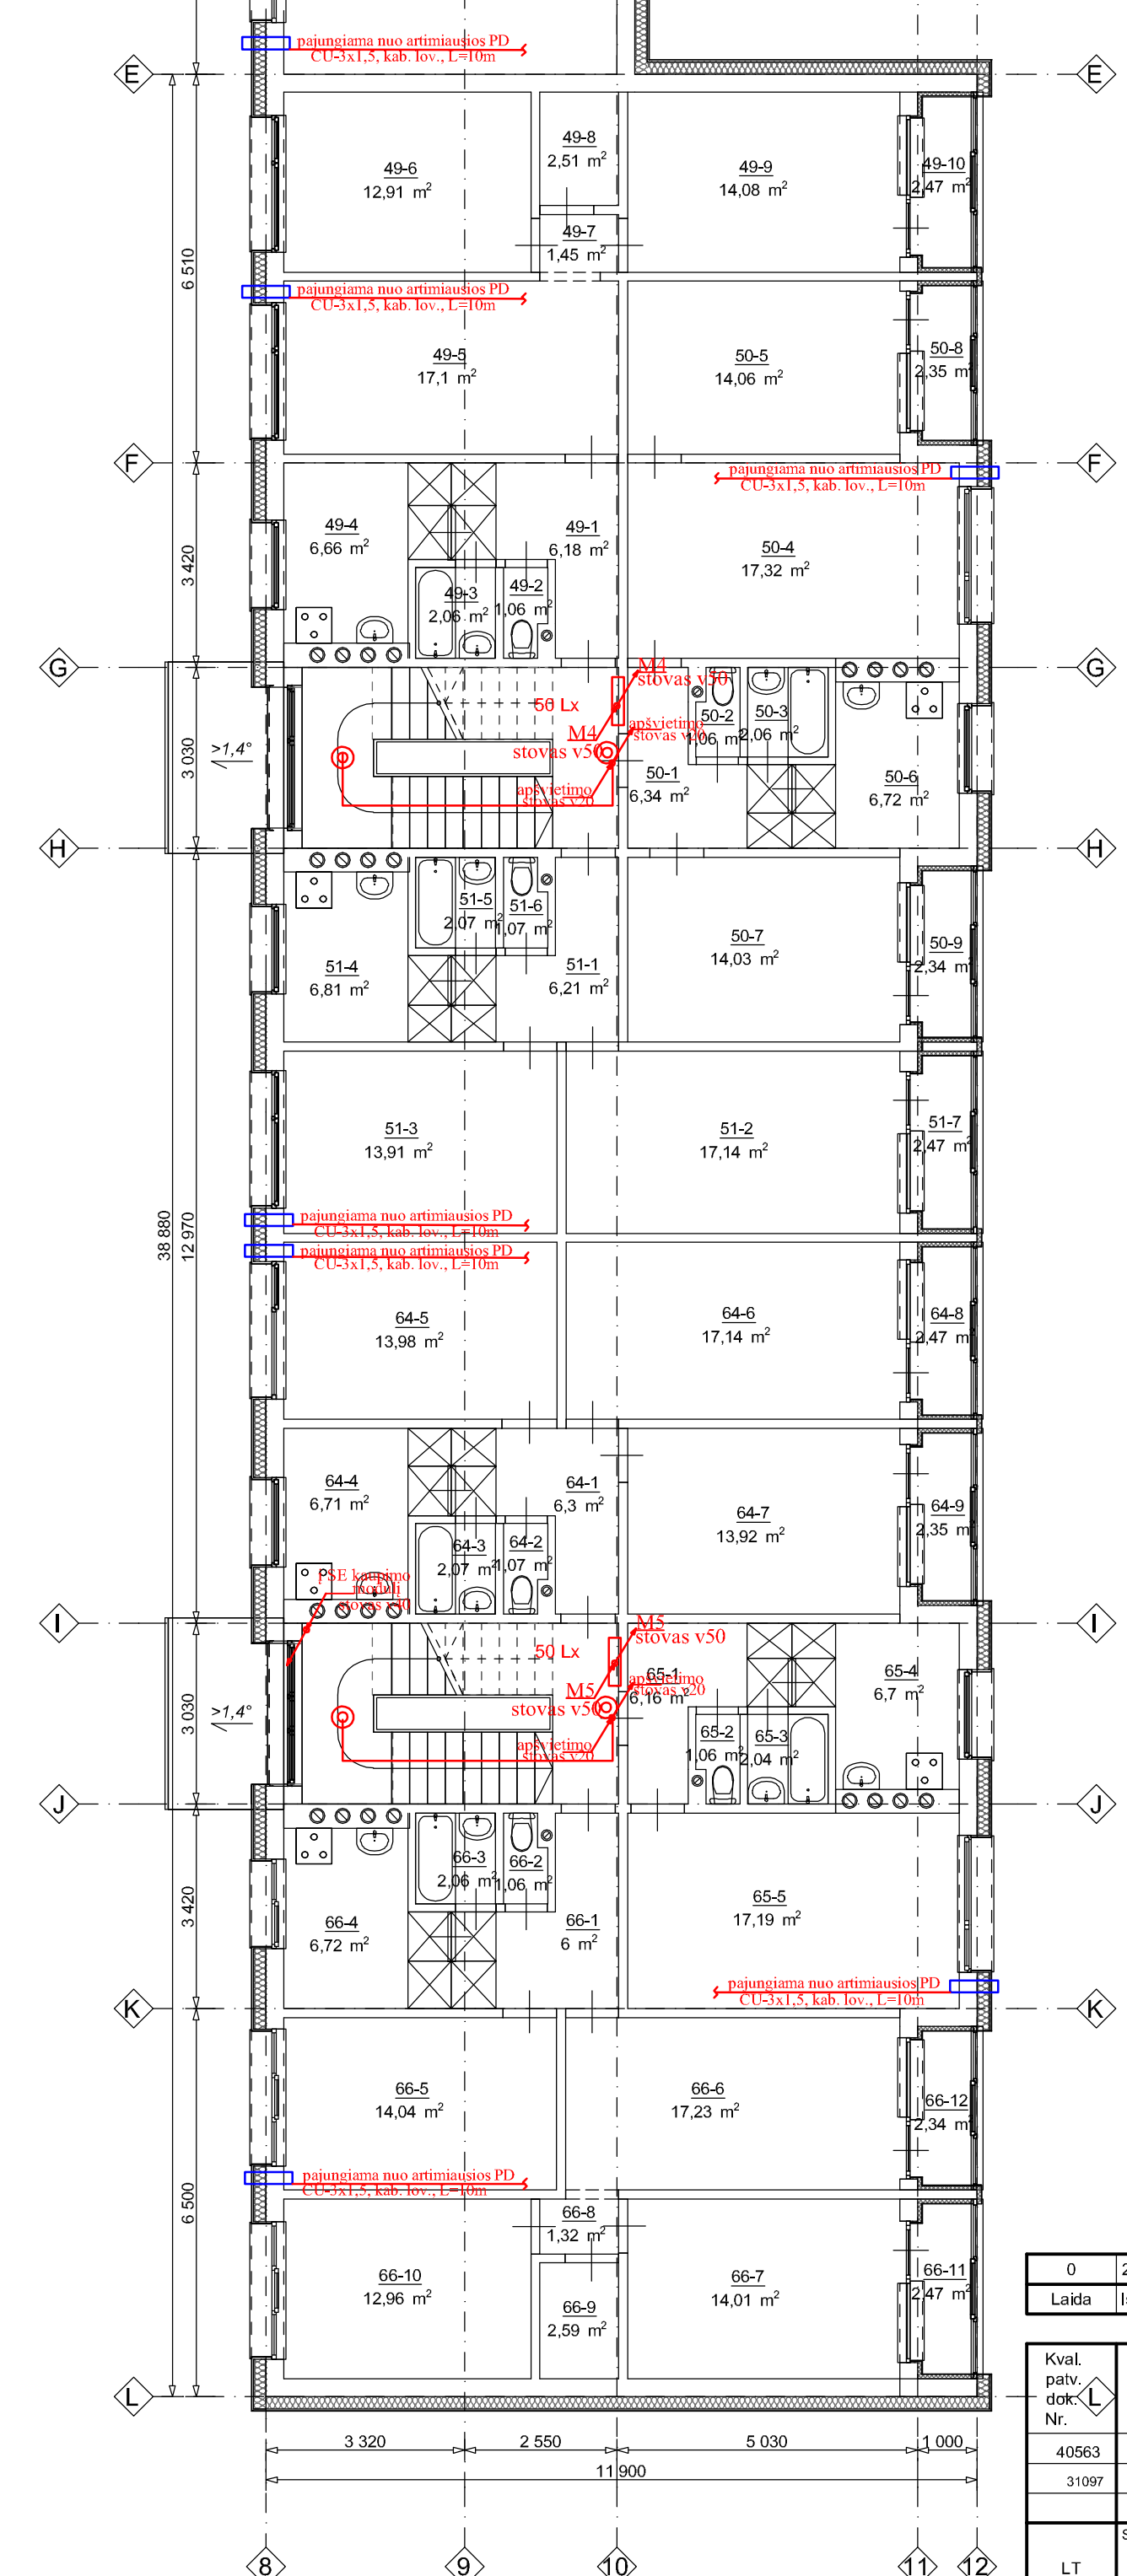 pajungiama nuo artimiausios PD
CU-3x1,5, kab. lov., L=10m
E
E
49-6
12,91 m²
49-8
2,51 m²
49-9
14,08 m²
49-10
2,47 m²
49-7
1,45 m²
6 510
pajungiama nuo artimiausios PD
CU-3x1,5, kab. lov., L=10m
49-5
17,1 m²
50-5
14,06 m²
50-8
2,35 m²
F
F
pajungiama nuo artimiausios PD
CU-3x1,5, kab. lov., L=10m
49-4
6,66 m²
49-1
6,18 m²
50-4
17,32 m²
3 420
49-3
2,06 m²
49-2
1,06 m²
G
G
M4
stovas v50
50 Lx
M4
stovas v50
apšvietimo
stovas v20
50-2
1,06 m²
50-3
2,06 m²
>1,4°
3 030
50-1
6,34 m²
50-6
6,72 m²
apšvietimo
stovas v20
H
H
51-5
2,07 m²
51-6
1,07 m²
50-7
14,03 m²
50-9
2,34 m²
51-4
6,81 m²
51-1
6,21 m²
51-3
13,91 m²
51-2
17,14 m²
51-7
2,47 m²
38 880
12 970
pajungiama nuo artimiausios PD
CU-3x1,5, kab. lov., L=10m
pajungiama nuo artimiausios PD
CU-3x1,5, kab. lov., L=10m
64-5
13,98 m²
64-6
17,14 m²
64-8
2,47 m²
64-4
6,71 m²
64-1
6,3 m²
64-7
13,92 m²
64-9
2,35 m²
64-3
2,07 m²
64-2
1,07 m²
į SE kaupimo
modulį
stovas v40
I
I
M5
stovas v50
50 Lx
M5
stovas v50
65-1
6,16 m²
apšvietimo
stovas v20
65-4
6,7 m²
>1,4°
3 030
65-2
1,06 m²
65-3
2,04 m²
apšvietimo
stovas v20
J
J
66-3
2,06 m²
66-2
1,06 m²
65-5
17,19 m²
3 420
66-4
6,72 m²
66-1
6 m²
pajungiama nuo artimiausios PD
CU-3x1,5, kab. lov., L=10m
K
K
66-5
14,04 m²
66-6
17,23 m²
66-12
2,34 m²
pajungiama nuo artimiausios PD
CU-3x1,5, kab. lov., L=10m
6 500
66-8
1,32 m²
66-10
12,96 m²
66-9
2,59 m²
66-7
14,01 m²
66-11
2,47 m²
0
Laida
Kval.
patv.
dok.
Nr.
L
L
40563
31097
LT
3 320
2 550
5 030
1 000
11 900
8
9
10
11
12